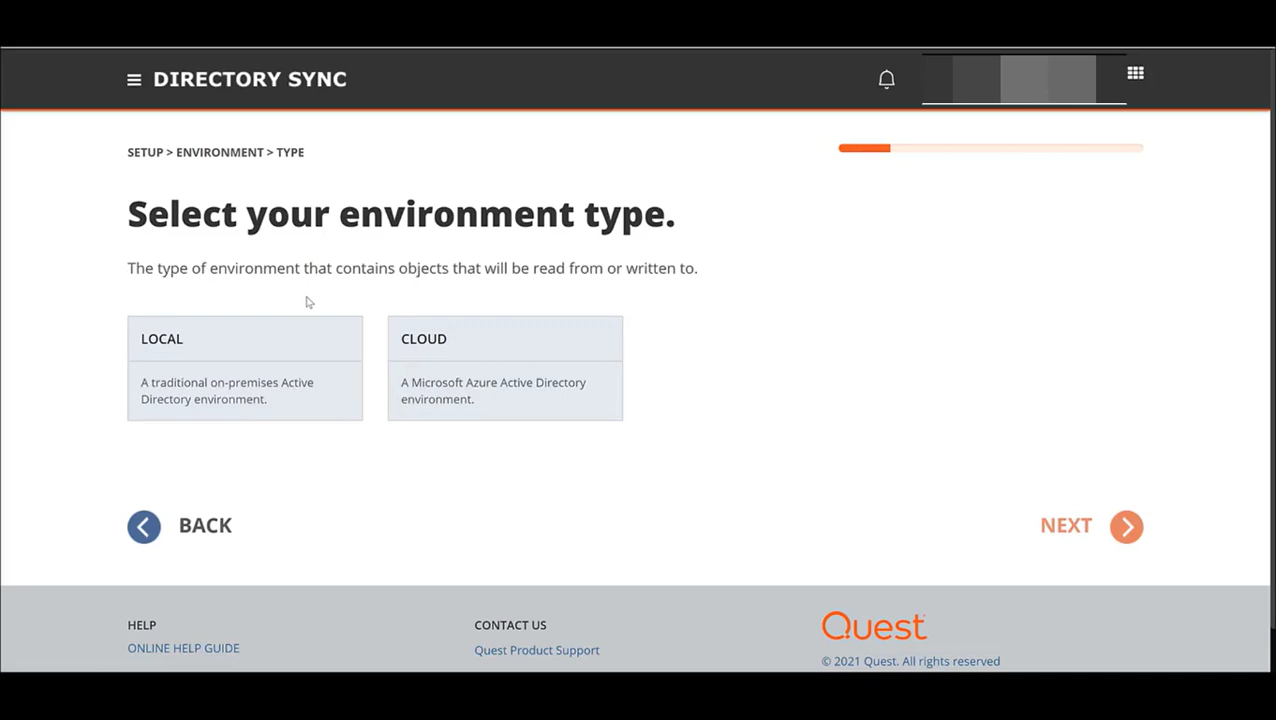 DIRECTORY SYNC
SETUP > ENVIRONMENT > TYPE
Select your environment type.
The type of environment that contains objects that will be read from or written to.
LOCAL
A traditional on-premises Active
Directory environment.
CLOUD
A Microsoft Azure Active Directory
environment.
BACK
NEXT
HELP
ONLINE HELP GUIDE
CONTACT US
Quest Product Support
Quest
© 2021 Quest. All rights reserved